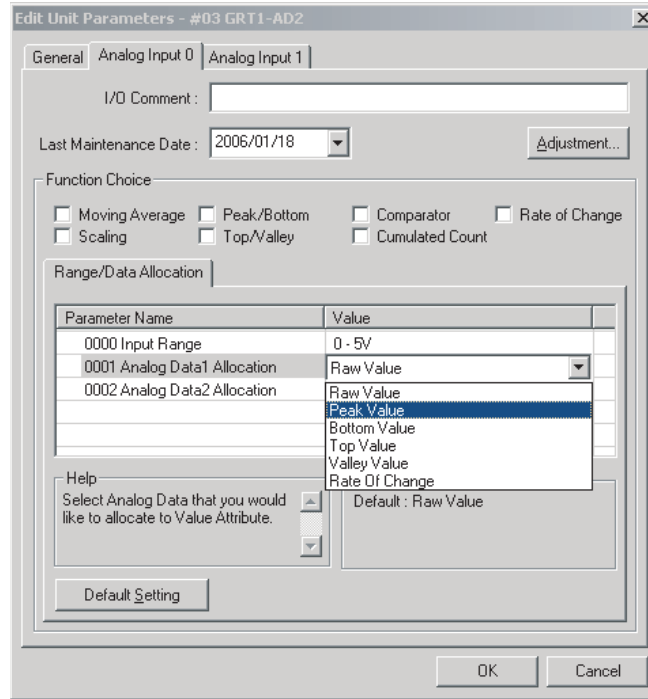 Edit Unit Parameters - #03 GRT1-AD2
General Analog Input 0 Analog Input 1
I/O Comment :
Last Maintenance Date : 2006/01/18 Adjustment...
Function Choice
Moving Average Peak/Bottom Comparator Rate of Change
Scaling Top/Valley Cumulated Count
Range/Data Allocation
Parameter Name Value
0000 Input Range 0 - 5V
0001 Analog Data1 Allocation Raw Value
0002 Analog Data2 Allocation
Raw Value
Peak Value
Bottom Value
Top Value
Valley Value
Rate Of Change
Help
Select Analog Data that you would
like to allocate to Value Attribute.
Default : Raw Value
Default Setting
OK Cancel